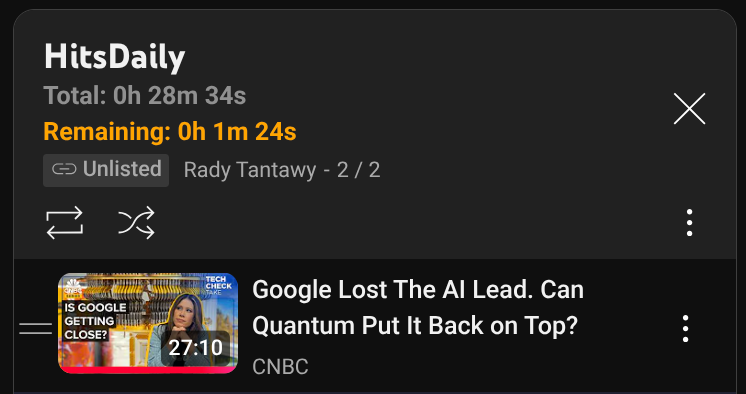 HitsDaily
Total: 0h 28m 34s
Remaining: 0h 1m 24s
Unlisted Rady Tantawy - 2 / 2
CNBC
TECH
CHECK
TAKE
IS GOOGLE
GETTING
CLOSE?
27:10
Google Lost The AI Lead. Can
Quantum Put It Back on Top?
CNBC